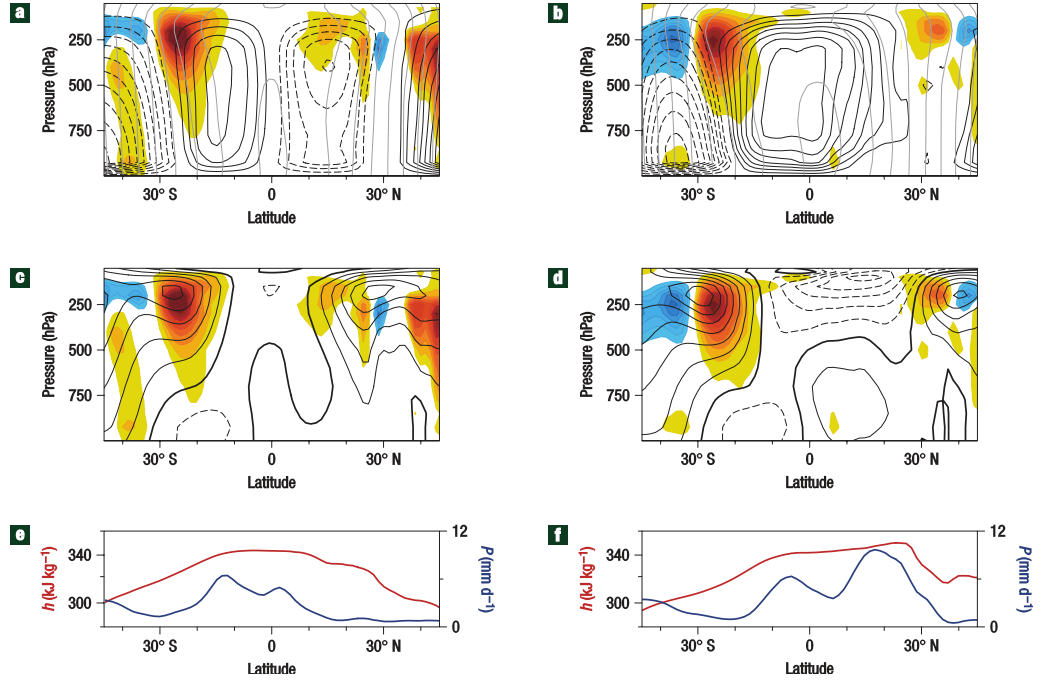 a
250
500
750
Pressure (hPa)
30° S
0
30° N
Latitude
b
250
500
750
Pressure (hPa)
30° S
0
30° N
Latitude
c
250
500
750
Pressure (hPa)
30° S
0
30° N
Latitude
d
250
500
750
Pressure (hPa)
30° S
0
30° N
Latitude
e
340
300
h (kJ kg–1)
12
0
P (mm d–1)
30° S
0
30° N
Latitude
f
340
300
h (kJ kg–1)
12
0
P (mm d–1)
30° S
0
30° N
Latitude